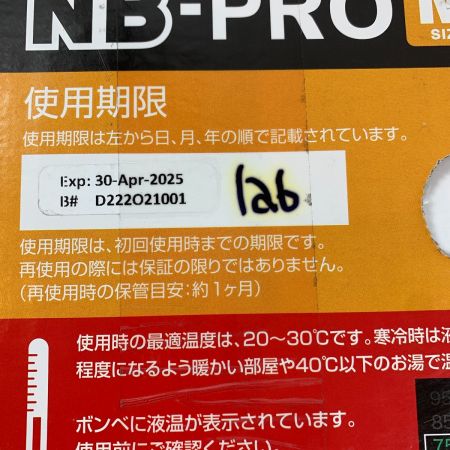 NB-PRO
使用期限
使用期限は左から日、月、年の順で記載されています。
Exp: 30-Apr-2025
B# D222O21001
lab
使用期限は、初回使用時までの期限です。
再使用の際には保証の限りではありません。
（再使用時の保管目安：約1ヶ月）
使用時の最適温度は、20〜30℃です。寒冷時は
程度になるよう暖かい部屋や40℃以下のお湯で
ボンベに液温が表示されています。
使用前にご確認ください。
95
85
75